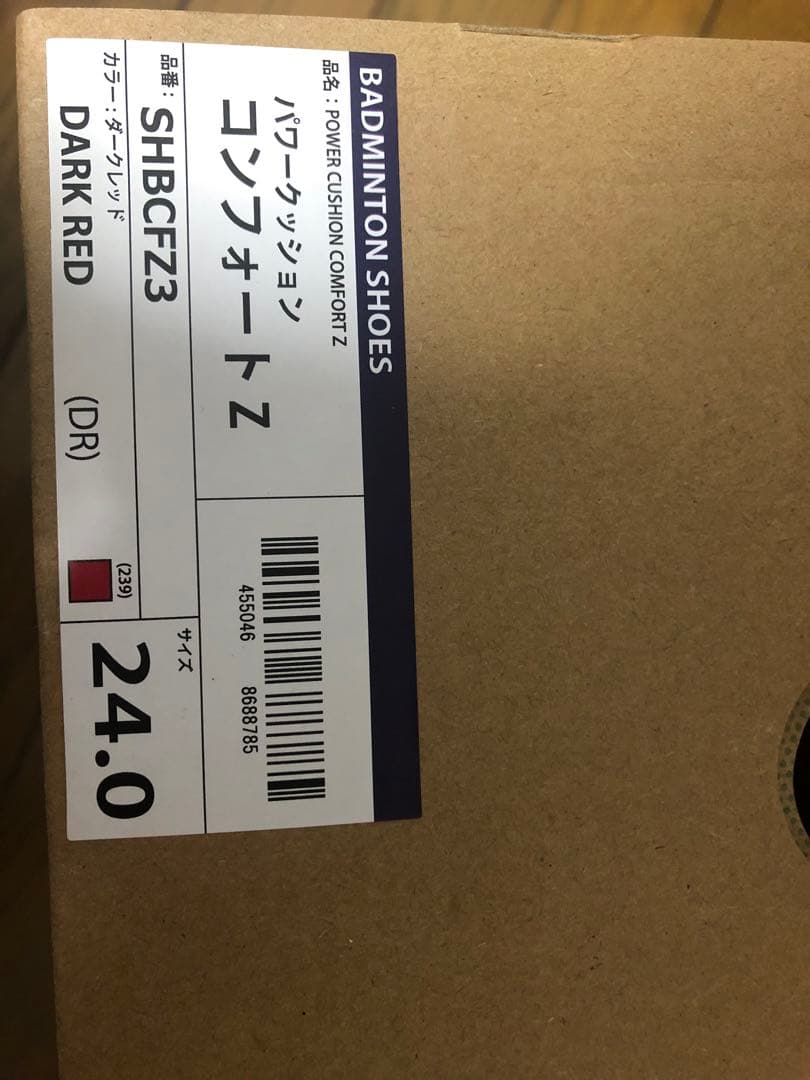 BADMINTON SHOES
品名：POWER CUSHION COMFORT Z
パワークッション
コンフォートZ
455046 8688785
品番：SHBCFZ3
カラー：ダークレッド
DARK RED (DR)
(239)
サイズ
24.0